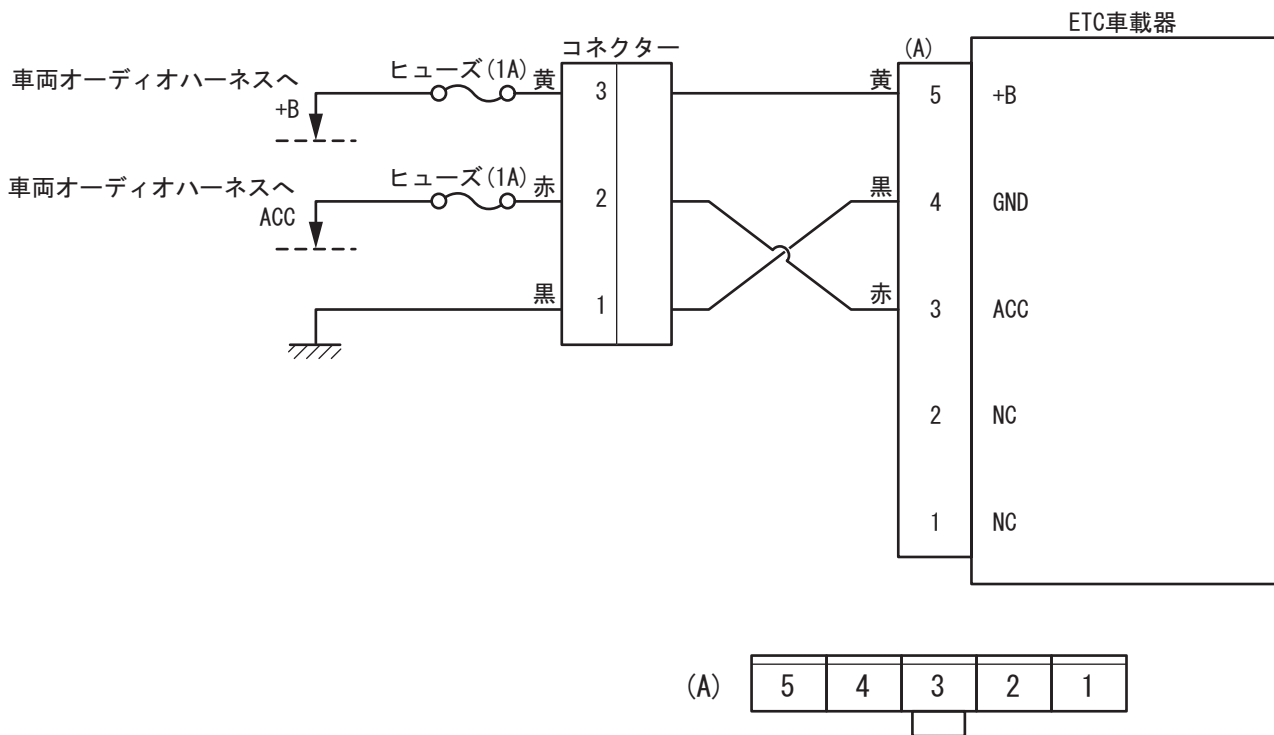 ETC車載器
コネクター
(A)
車両オーディオハーネスへ
+B
ヒューズ(1A)
黄
3
黄
5
+B
車両オーディオハーネスへ
ACC
ヒューズ(1A)
赤
2
黒
4
GND
黒
1
赤
3
ACC
2
NC
1
NC
(A)
5 4 3 2 1